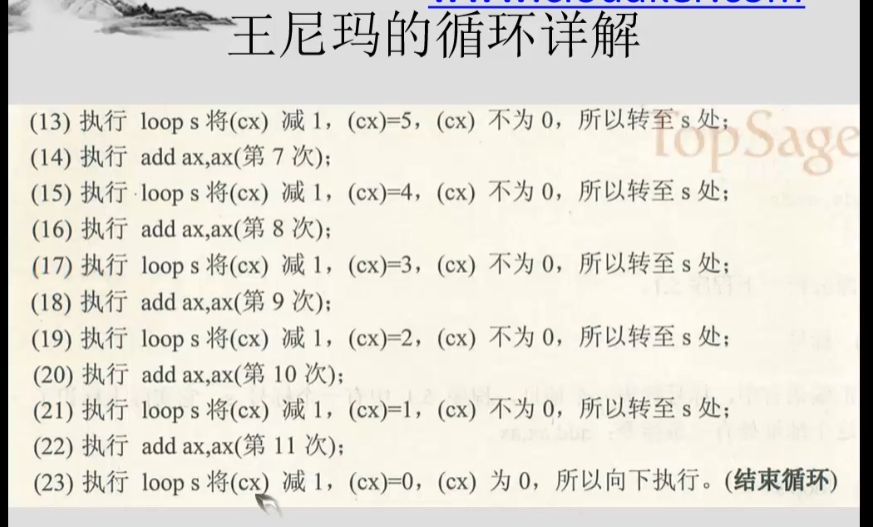 王尼玛的循环详解
(13) 执行 loop s 将(cx) 减 1，(cx)=5，(cx) 不为 0，所以转至 s 处；
TopSage
(14) 执行 add ax,ax(第 7 次)；
(15) 执行 loop s 将(cx) 减 1，(cx)=4，(cx) 不为 0，所以转至 s 处；
(16) 执行 add ax,ax(第 8 次)；
(17) 执行 loop s 将(cx) 减 1，(cx)=3，(cx) 不为 0，所以转至 s 处；
(18) 执行 add ax,ax(第 9 次)；
(19) 执行 loop s 将(cx) 减 1，(cx)=2，(cx) 不为 0，所以转至 s 处；
(20) 执行 add ax,ax(第 10 次)；
(21) 执行 loop s 将(cx) 减 1，(cx)=1，(cx) 不为 0，所以转至 s 处；
(22) 执行 add ax,ax(第 11 次)；
(23) 执行 loop s 将(cx) 减 1，(cx)=0，(cx) 为 0，所以向下执行。(结束循环)